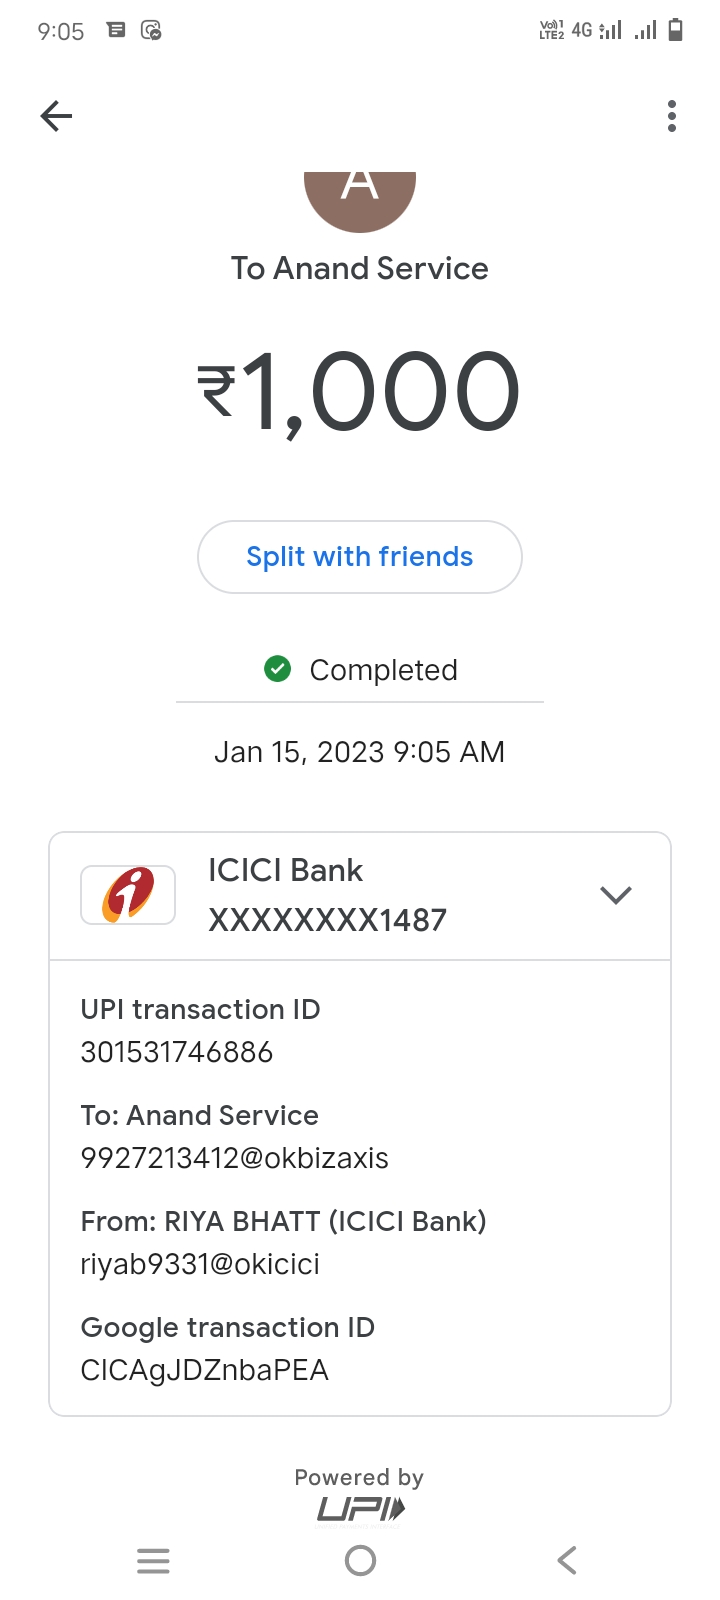 9:05
Vo)) 1
LTE2 4G
A
To Anand Service
₹1,000
Split with friends
Completed
Jan 15, 2023 9:05 AM
ICICI Bank
XXXXXXXX1487
UPI transaction ID
301531746886
To: Anand Service
9927213412@okbizaxis
From: RIYA BHATT (ICICI Bank)
riyab9331@okicici
Google transaction ID
CICAgJDZnbaPEA
Powered by
UPI